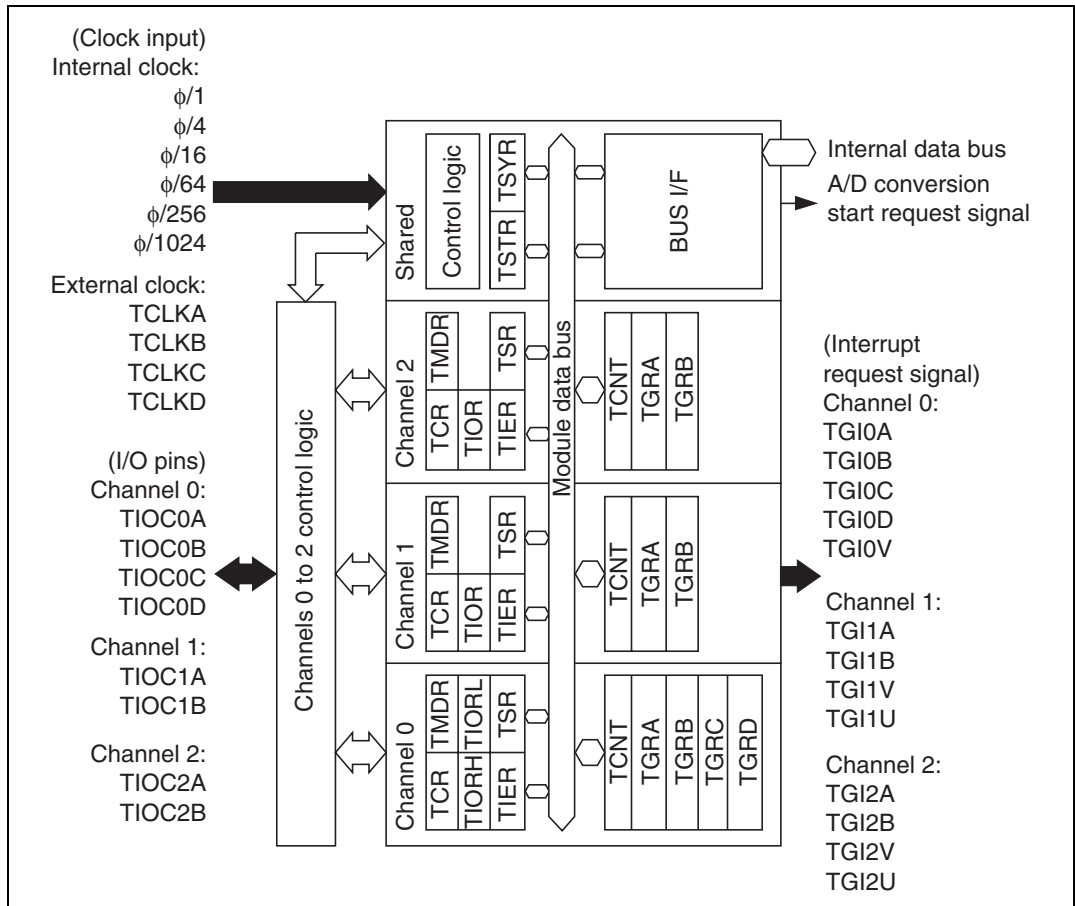 (Clock input)
Internal clock:
ϕ/1
ϕ/4
ϕ/16
ϕ/64
ϕ/256
ϕ/1024
External clock:
TCLKA
TCLKB
TCLKC
TCLKD
(I/O pins)
Channel 0:
TIOC0A
TIOC0B
TIOC0C
TIOC0D
Channel 1:
TIOC1A
TIOC1B
Channel 2:
TIOC2A
TIOC2B
Channels 0 to 2 control logic
Shared
Control logic
TSTR
TSYR
BUS I/F
Module data bus
Channel 2
TCR
TMDR
TIOR
TIER
TSR
TCNT
TGRA
TGRB
Channel 1
TCR
TMDR
TIOR
TIER
TSR
TCNT
TGRA
TGRB
Channel 0
TCR
TMDR
TIORH
TIORL
TIER
TSR
TCNT
TGRA
TGRB
TGRC
TGRD
Internal data bus
A/D conversion
start request signal
(Interrupt
request signal)
Channel 0:
TGI0A
TGI0B
TGI0C
TGI0D
TGI0V
Channel 1:
TGI1A
TGI1B
TGI1V
TGI1U
Channel 2:
TGI2A
TGI2B
TGI2V
TGI2U